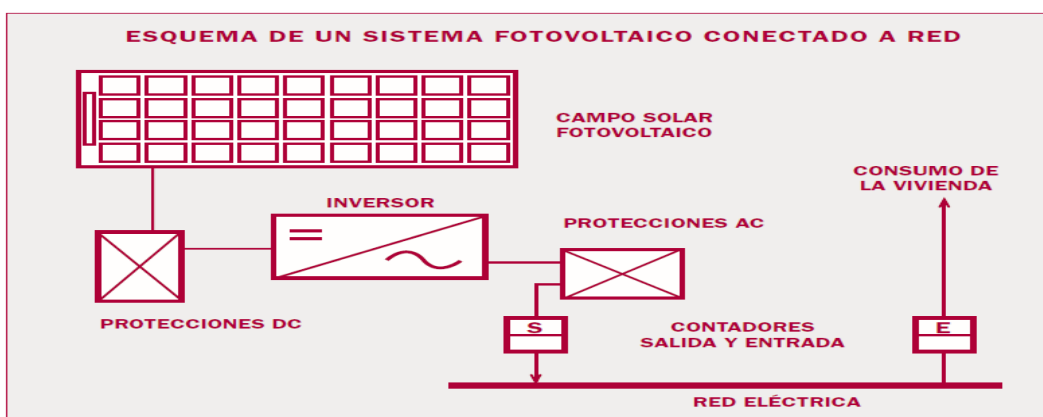 ESQUEMA DE UN SISTEMA FOTOVOLTAICO CONECTADO A RED
CAMPO SOLAR
FOTOVOLTAICO
CONSUMO DE
LA VIVIENDA
INVERSOR
PROTECCIONES AC
PROTECCIONES DC
S
CONTADORES
SALIDA Y ENTRADA
E
RED ELÉCTRICA